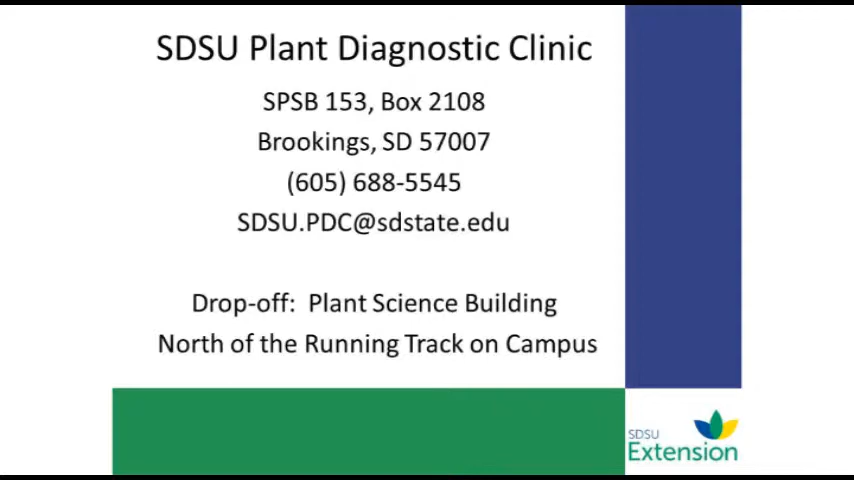 SDSU Plant Diagnostic Clinic
SPSB 153, Box 2108
Brookings, SD 57007
(605) 688-5545
SDSU.PDC@sdstate.edu
Drop-off:  Plant Science Building
North of the Running Track on Campus
SDSU
Extension